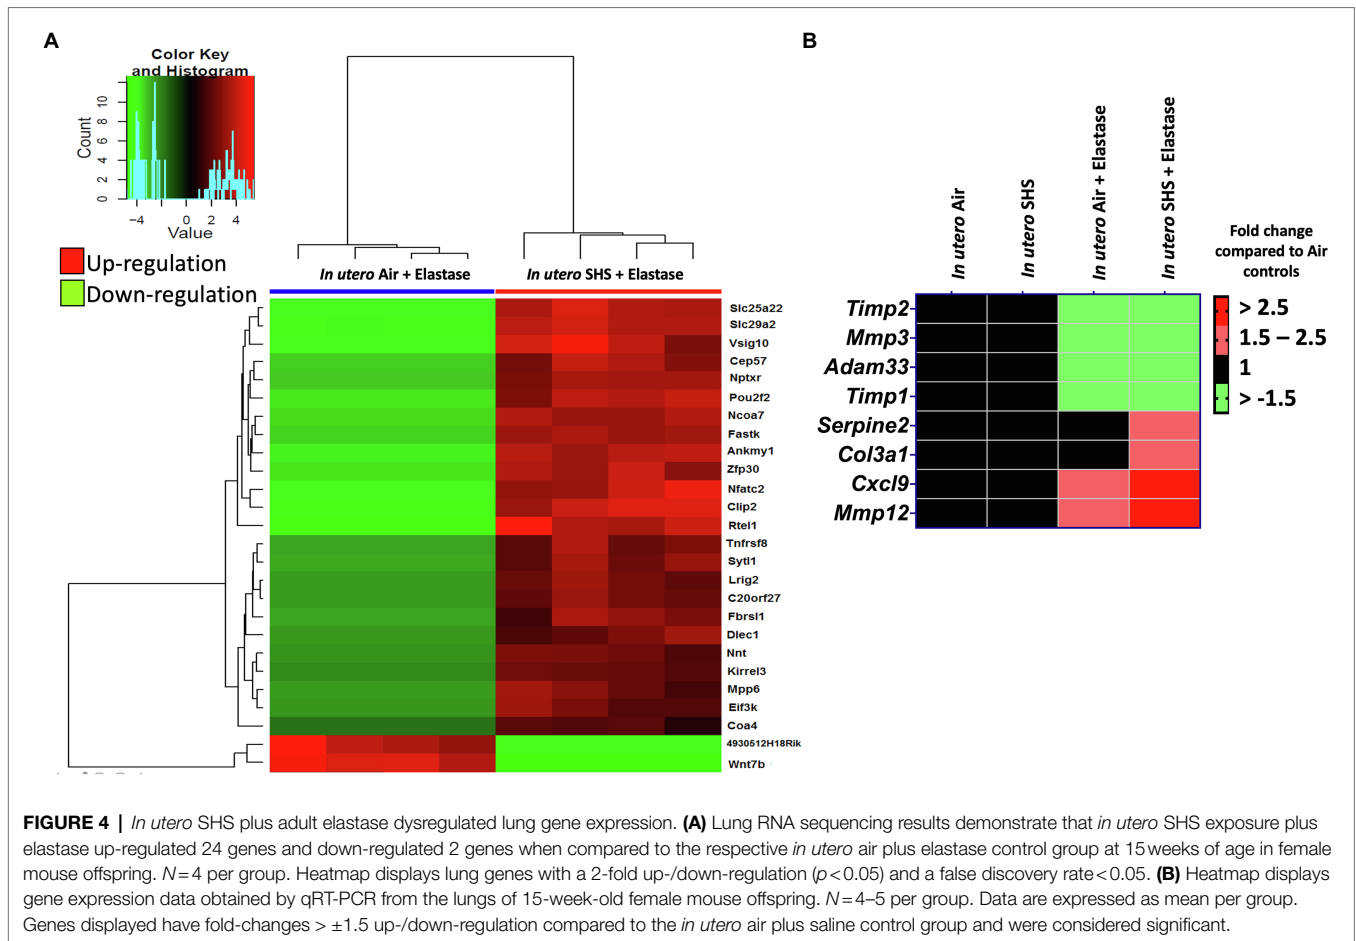 A
Color Key
and Histogram
Count
0 2 4 6 8 10
−4 0 2 4
Value
Up-regulation
Down-regulation
In utero Air + Elastase
In utero SHS + Elastase
Slc25a22
Slc29a2
Vsig10
Cep57
Nptxr
Pou2f2
Ncoa7
Fastk
Ankmy1
Zfp30
Nfatc2
Clip2
Rtel1
Tnfrsf8
Sytl1
Lrig2
C20orf27
Fbrsl1
Dlec1
Nnt
Kirrel3
Mpp6
Eif3k
Coa4
4930512H18Rik
Wnt7b
B
In utero Air
In utero SHS
In utero Air + Elastase
In utero SHS + Elastase
Timp2
Mmp3
Adam33
Timp1
Serpine2
Col3a1
Cxcl9
Mmp12
Fold change
compared to Air
controls
> 2.5
1.5 – 2.5
1
> -1.5
FIGURE 4 | In utero SHS plus adult elastase dysregulated lung gene expression. (A) Lung RNA sequencing results demonstrate that in utero SHS exposure plus
elastase up-regulated 24 genes and down-regulated 2 genes when compared to the respective in utero air plus elastase control group at 15 weeks of age in female
mouse offspring. N = 4 per group. Heatmap displays lung genes with a 2-fold up-/down-regulation (p < 0.05) and a false discovery rate < 0.05. (B) Heatmap displays
gene expression data obtained by qRT-PCR from the lungs of 15-week-old female mouse offspring. N = 4–5 per group. Data are expressed as mean per group.
Genes displayed have fold-changes > ±1.5 up-/down-regulation compared to the in utero air plus saline control group and were considered significant.